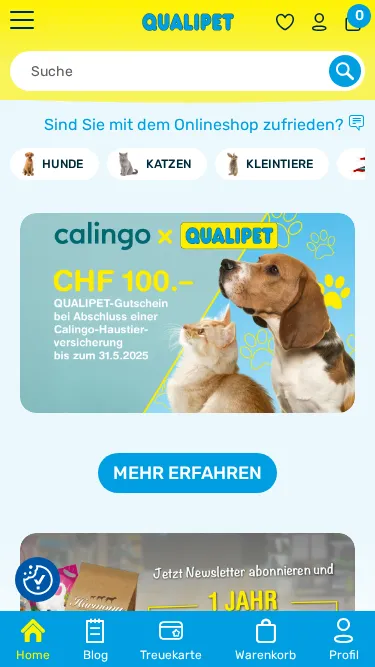 QUALIPET
0
Suche
Sind Sie mit dem Onlineshop zufrieden?
HUNDE
KATZEN
KLEINTIERE
calingo x QUALIPET
CHF 100.–
QUALIPET-Gutschein
bei Abschluss einer
Calingo-Haustier-
versicherung
bis zum 31.5.2025
MEHR ERFAHREN
Jetzt Newsletter abonnieren und
1 JAHR
Home
Blog
Treuekarte
Warenkorb
Profil